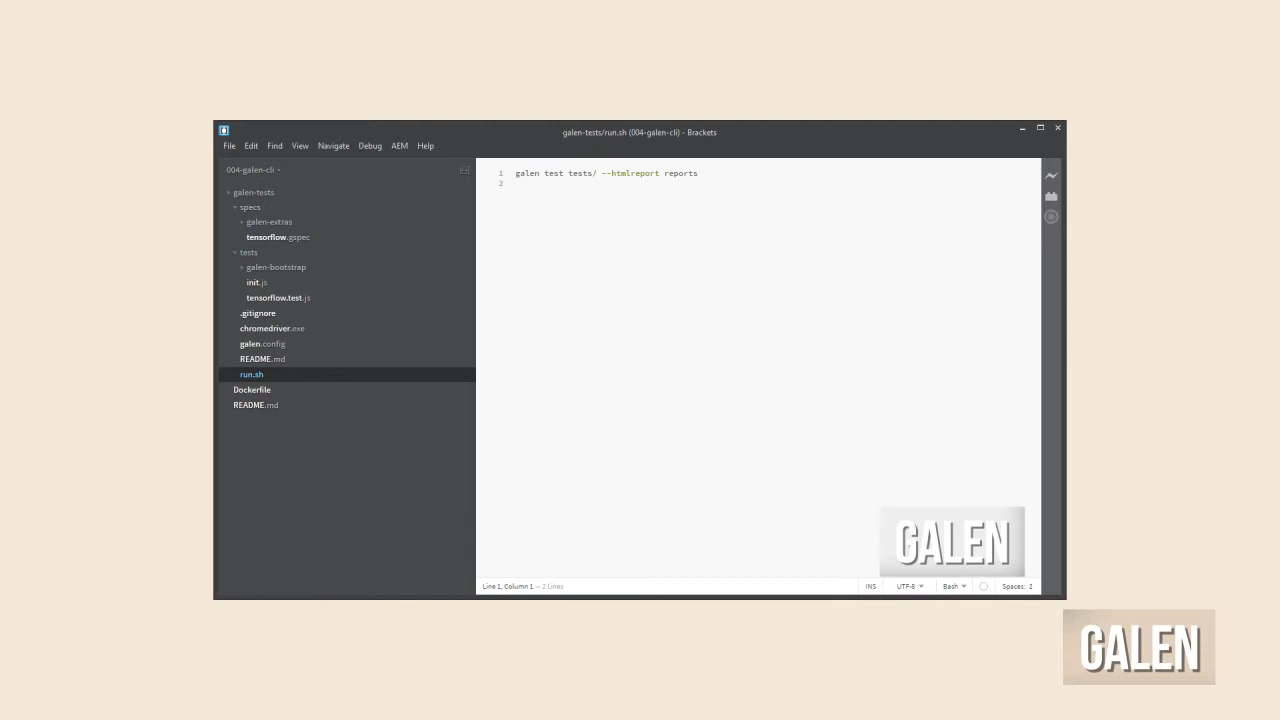 galen-tests/run.sh (004-galen-cli) - Brackets
File Edit Find View Navigate Debug AEM Help
004-galen-cli
galen-tests
specs
galen-extras
tensorflow.gspec
tests
galen-bootstrap
init.js
tensorflow.test.js
.gitignore
chromedriver.exe
galen.config
README.md
run.sh
Dockerfile
README.md
1 galen test tests/ --htmlreport reports
2
GALEN
Line 1, Column 1 — 2 Lines
INS UTF-8 Bash Spaces: 2
GALEN